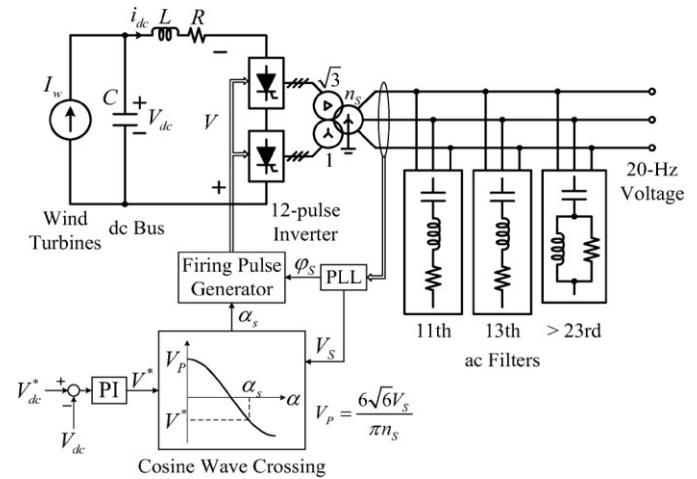 i_dc L R
√3
n_S
I_w
C
+
V_dc
−
−
V
+
1
Wind
Turbines
dc Bus
12-pulse
Inverter
20-Hz
Voltage
Firing Pulse
Generator
φ_S
PLL
11th
13th
> 23rd
ac Filters
α_s
V_S
V_P
α_s
α
V*
V*_dc
+
−
PI
V*
V_dc
V_P = 6√6V_S / πn_S
Cosine Wave Crossing